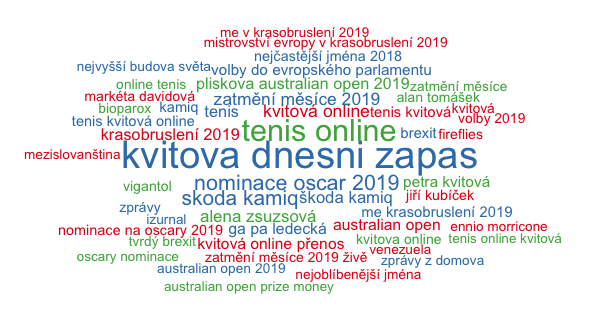 me v krasobruslení 2019
mistrovství evropy v krasobruslení 2019
nejčastější jména 2018
nejvyšší budova světa
volby do evropského parlamentu
online tenis
pliskova australian open 2019
zatmění měsíce
markéta davidová
zatmění měsíce 2019
alan tomášek
bioparox
kamiq
tenis
kvitová online
tenis kvitová
kvitová
tenis kvitová online
volby 2019
krasobruslení 2019
tenis online
brexit
fireflies
mezislovanština
kvitova dnesni zapas
vigantol
nominace oscar 2019
petra kvitová
skoda kamiq
škoda kamiq
jiří kubíček
zprávy
izurnal
alena zsuzsová
me krasobruslení 2019
nominace na oscary 2019
ga pa ledecká
australian open
ennio morricone
tvrdý brexit
kvitová online přenos
kvitova online
tenis online kvitová
oscary nominace
zatmění měsíce 2019 živě
venezuela
zprávy z domova
australian open 2019
nejoblíbenější jména
australian open prize money